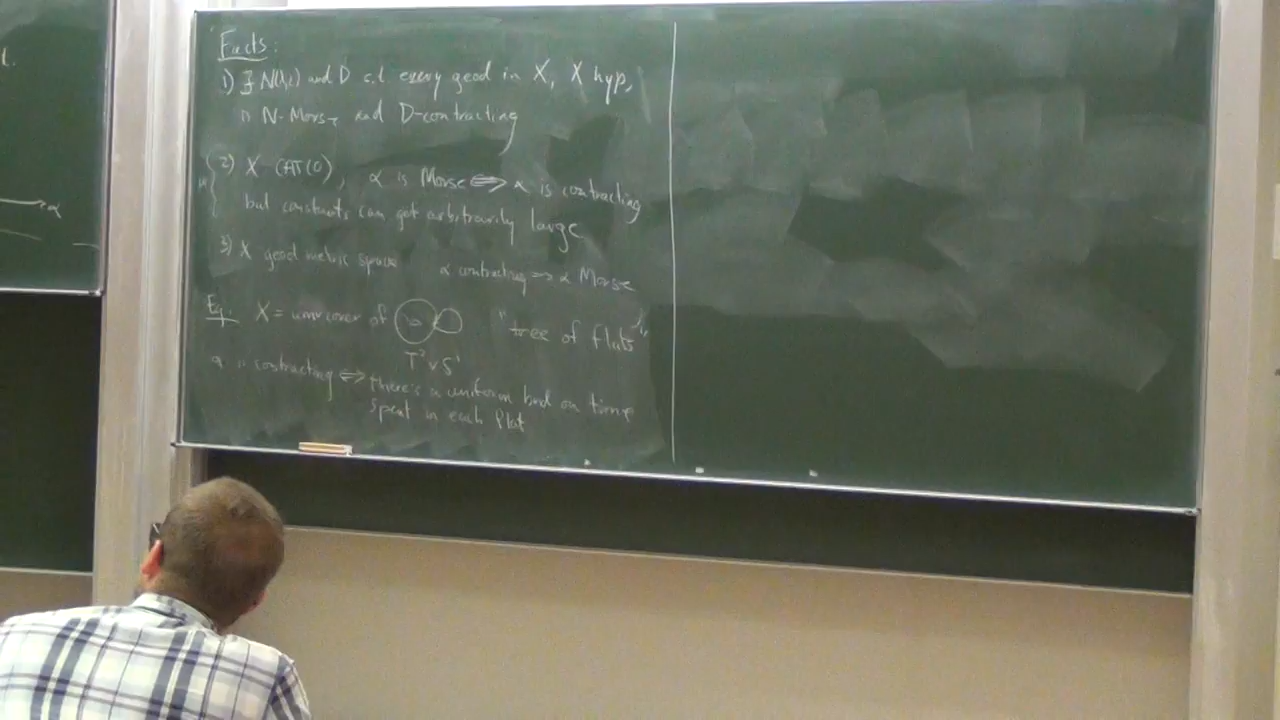 Facts:
1) ∃ N(λ,ε) and D s.t every geod in X, X hyp,
is N-Morse and D-contracting
2) X CAT(0), α is Morse ⟺ α is contracting
but constants can get arbitrarily large
3) X geod metric space α contracting ⟹ α Morse
Eg. X = univ cover of "tree of flats"
T² ∨ S¹
α is contracting ⟺ there's a uniform bnd on time
spent in each flat
α